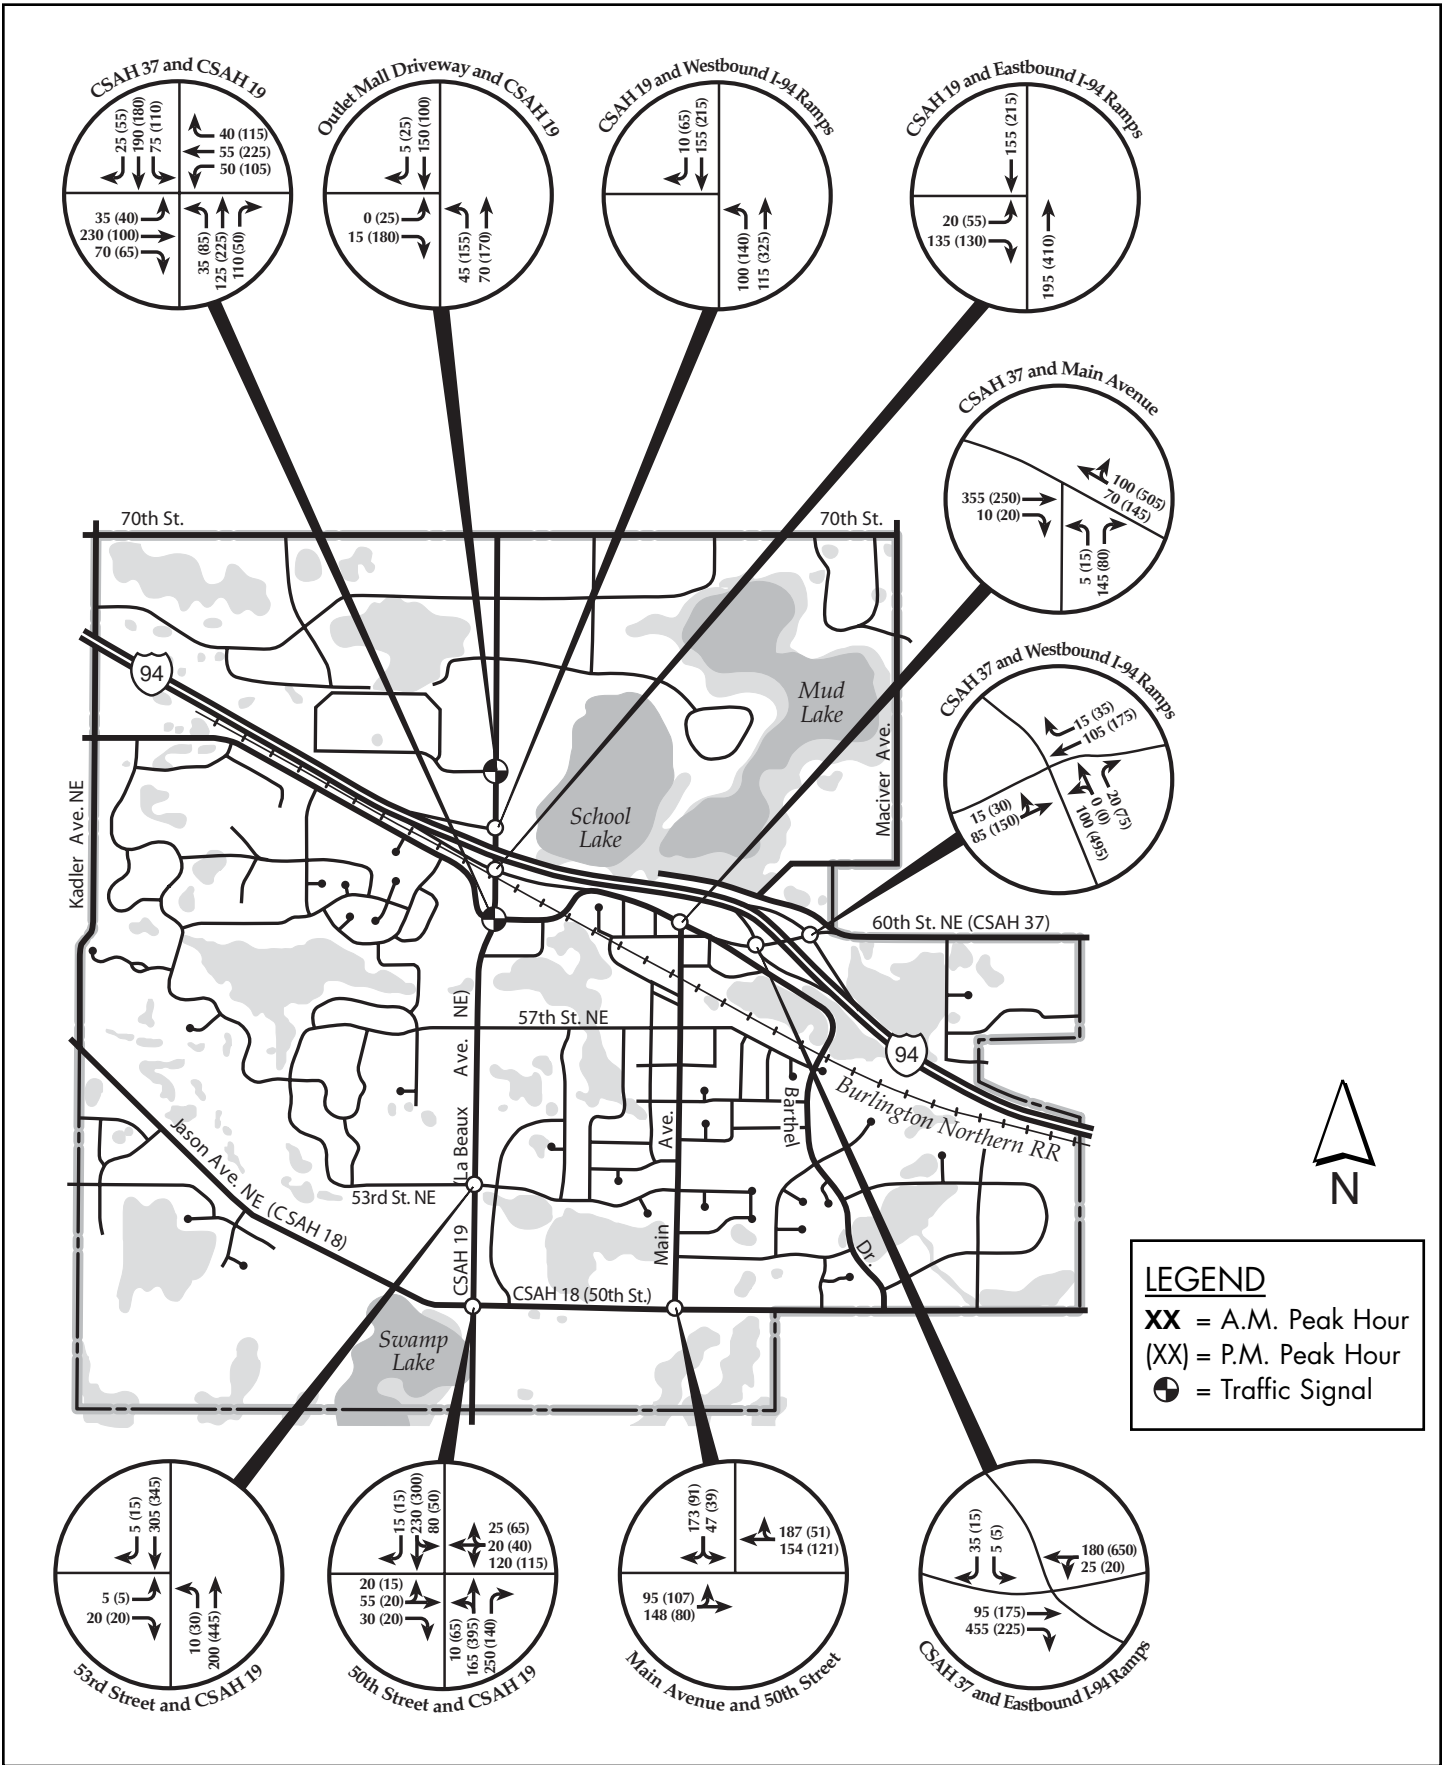 CSAH 37 and CSAH 19
25 (55)
190 (180)
75 (110)
40 (115)
55 (225)
50 (105)
35 (40)
230 (100)
70 (65)
35 (85)
125 (225)
110 (50)
Outlet Mall Driveway and CSAH 19
5 (25)
150 (100)
0 (25)
15 (180)
45 (155)
70 (170)
CSAH 19 and Westbound I-94 Ramps
10 (65)
155 (215)
100 (140)
115 (325)
CSAH 19 and Eastbound I-94 Ramps
155 (215)
20 (55)
135 (130)
195 (410)
CSAH 37 and Main Avenue
100 (505)
70 (145)
355 (250)
10 (20)
5 (15)
145 (80)
CSAH 37 and Westbound I-94 Ramps
15 (35)
105 (175)
15 (30)
85 (150)
20 (75)
0 (0)
100 (495)
70th St.
70th St.
94
Mud
Lake
School
Lake
Maciver Ave.
Kadler Ave. NE
60th St. NE (CSAH 37)
57th St. NE
94
Burlington Northern RR
Barthel
Dr.
Jason Ave. NE (CSAH 18)
53rd St. NE
CSAH 19 (La Beaux Ave. NE)
Main Ave.
CSAH 18 (50th St.)
Swamp
Lake
N
LEGEND
XX = A.M. Peak Hour
(XX) = P.M. Peak Hour
= Traffic Signal
5 (15)
305 (345)
5 (5)
20 (20)
10 (30)
200 (445)
53rd Street and CSAH 19
15 (15)
230 (300)
80 (50)
25 (65)
20 (40)
120 (115)
20 (15)
55 (20)
30 (20)
10 (65)
165 (395)
250 (140)
50th Street and CSAH 19
173 (91)
47 (39)
187 (51)
154 (121)
95 (107)
148 (80)
Main Avenue and 50th Street
35 (15)
5 (5)
180 (650)
25 (20)
95 (175)
455 (225)
CSAH 37 and Eastbound I-94 Ramps